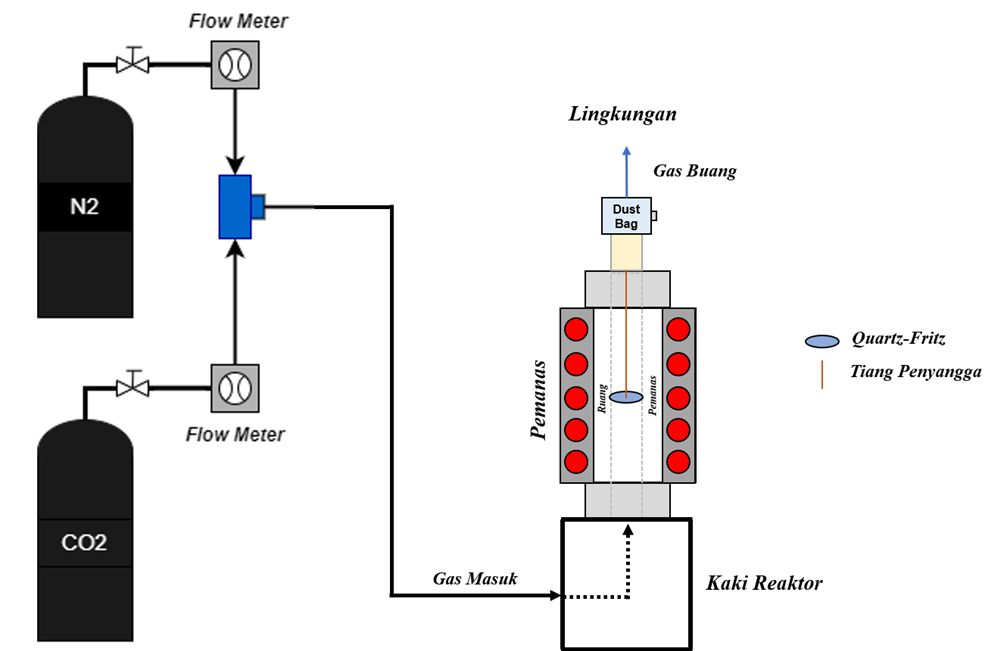 Flow Meter
N2
Lingkungan
Gas Buang
Dust
Bag
Quartz-Fritz
Tiang Penyangga
Pemanas
Ruang
Pemanas
Flow Meter
CO2
Gas Masuk
Kaki Reaktor